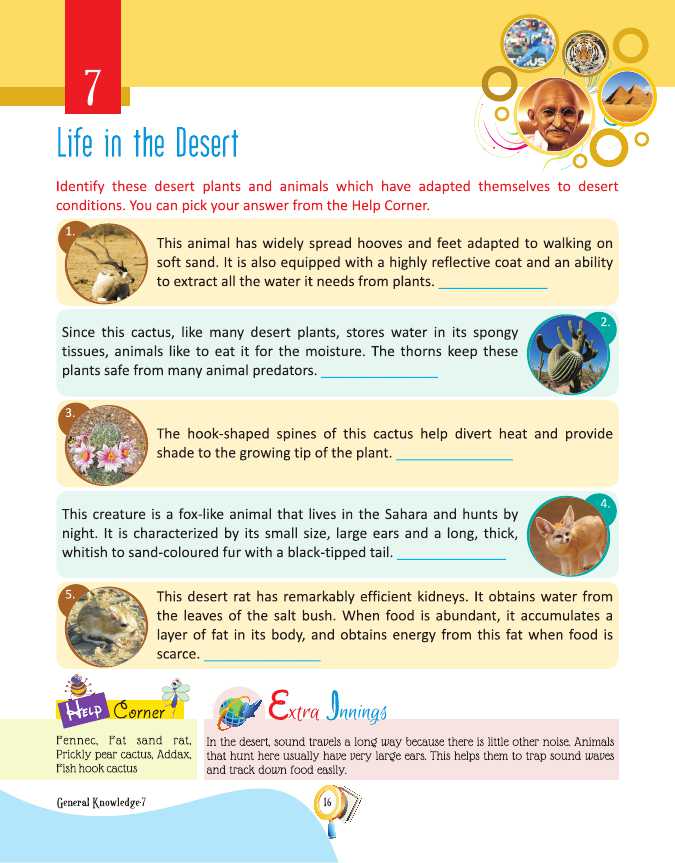 7
Life in the Desert
Identify these desert plants and animals which have adapted themselves to desert
conditions. You can pick your answer from the Help Corner.
1.
This animal has widely spread hooves and feet adapted to walking on
soft sand. It is also equipped with a highly reflective coat and an ability
to extract all the water it needs from plants.
2.
Since this cactus, like many desert plants, stores water in its spongy
tissues, animals like to eat it for the moisture. The thorns keep these
plants safe from many animal predators.
3.
The hook-shaped spines of this cactus help divert heat and provide
shade to the growing tip of the plant.
4.
This creature is a fox-like animal that lives in the Sahara and hunts by
night. It is characterized by its small size, large ears and a long, thick,
whitish to sand-coloured fur with a black-tipped tail.
5.
This desert rat has remarkably efficient kidneys. It obtains water from
the leaves of the salt bush. When food is abundant, it accumulates a
layer of fat in its body, and obtains energy from this fat when food is
scarce.
Help Corner
Fennec, Fat sand rat,
Prickly pear cactus, Addax,
Fish hook cactus
Extra Innings
In the desert, sound travels a long way because there is little other noise. Animals
that hunt here usually have very large ears. This helps them to trap sound waves
and track down food easily.
General Knowledge-7
16